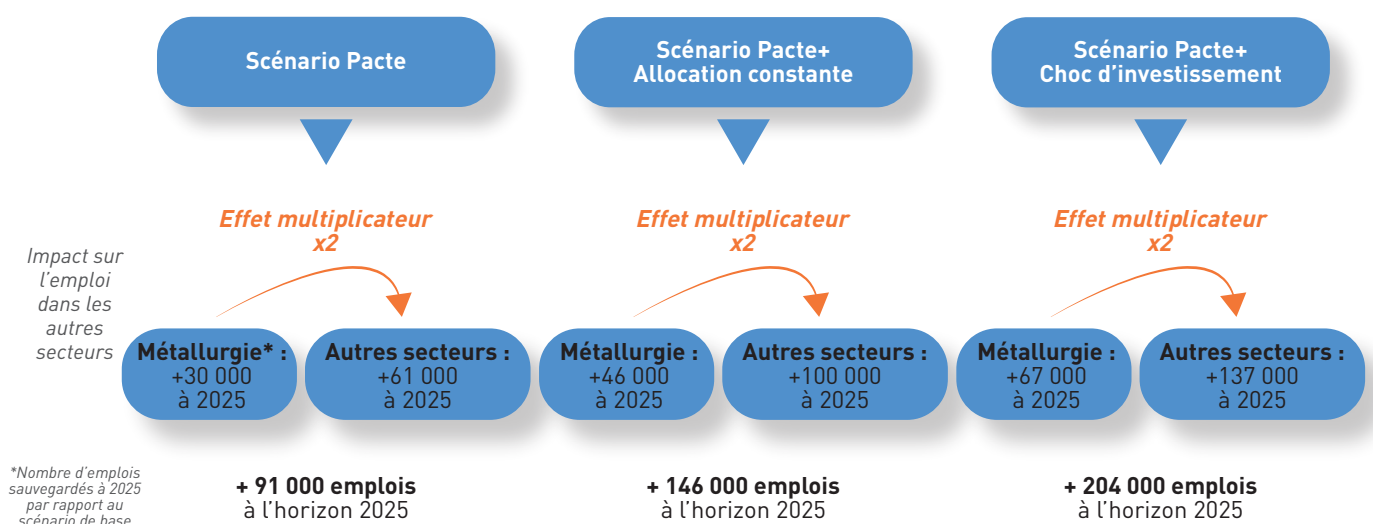 Scénario Pacte
Scénario Pacte+
Allocation constante
Scénario Pacte+
Choc d’investissement
Effet multiplicateur
x2
Effet multiplicateur
x2
Effet multiplicateur
x2
Impact sur
l’emploi
dans les
autres
secteurs
Métallurgie* :
+30 000
à 2025
Autres secteurs :
+61 000
à 2025
Métallurgie :
+46 000
à 2025
Autres secteurs :
+100 000
à 2025
Métallurgie :
+67 000
à 2025
Autres secteurs :
+137 000
à 2025
*Nombre d’emplois
sauvegardés à 2025
par rapport au
scénario de base
+ 91 000 emplois
à l’horizon 2025
+ 146 000 emplois
à l’horizon 2025
+ 204 000 emplois
à l’horizon 2025